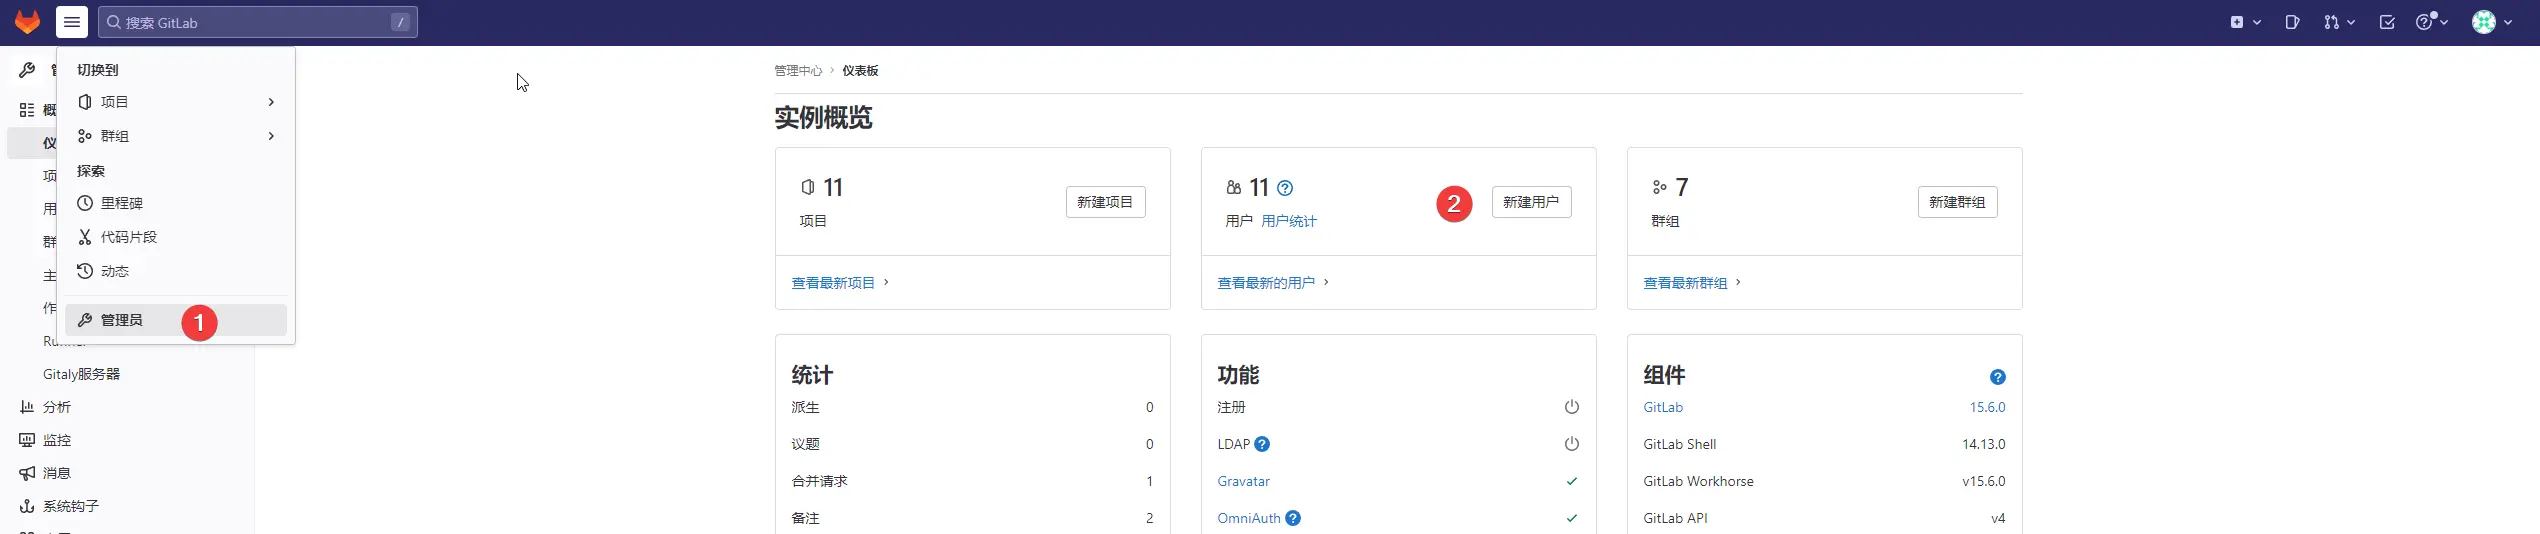 搜索 GitLab /
切换到
项目
群组
探索
里程碑
代码片段
动态
管理员 1
Gitaly服务器
分析
监控
消息
系统钩子
管理中心 › 仪表板
实例概览
11
项目
新建项目
查看最新项目 ›
11
用户 用户统计
2
新建用户
查看最新的用户 ›
7
群组
新建群组
查看最新群组 ›
统计
派生 0
议题 0
合并请求 1
备注 2
功能
注册
LDAP
Gravatar
OmniAuth
组件
GitLab 15.6.0
GitLab Shell 14.13.0
GitLab Workhorse v15.6.0
GitLab API v4